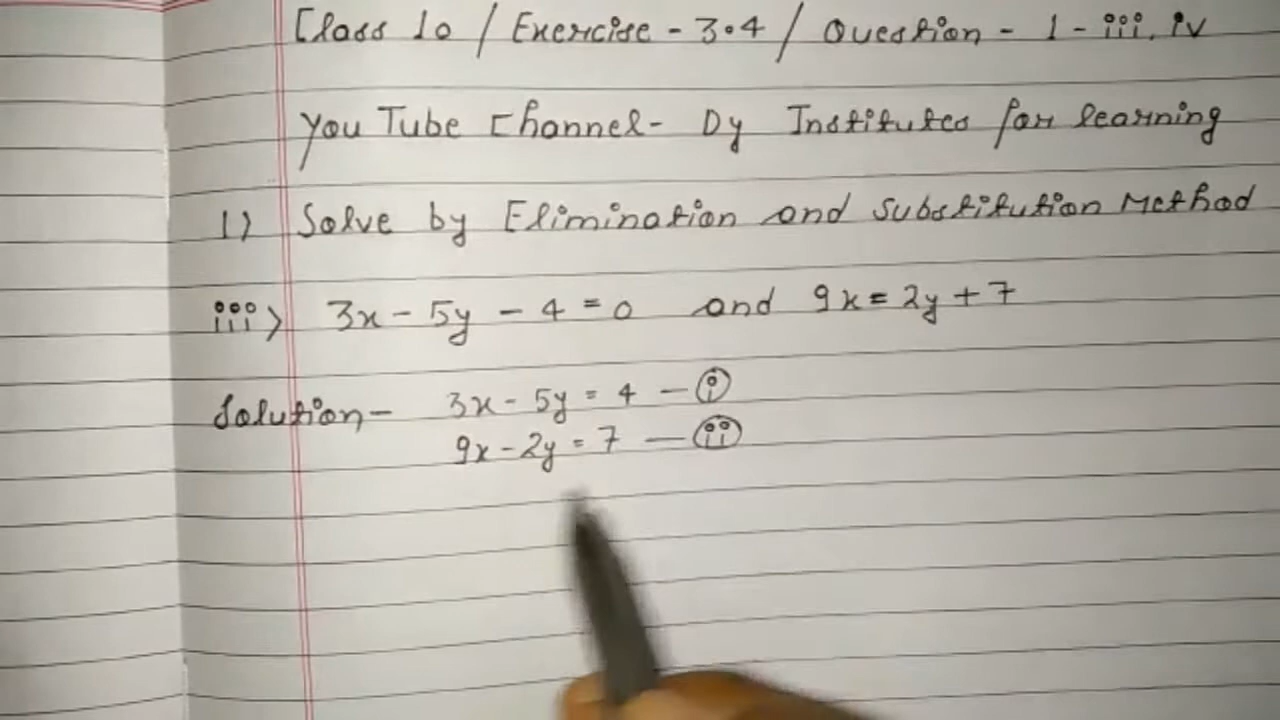 Class 10 / Exercise - 3.4 / Question - 1 - iii, iv
YouTube Channel- Dy Institutes for learning
1) Solve by Elimination and Substitution Method
iii) 3x - 5y - 4 = 0 and 9x = 2y + 7
Solution- 3x - 5y = 4 — (i)
9x - 2y = 7 — (ii)